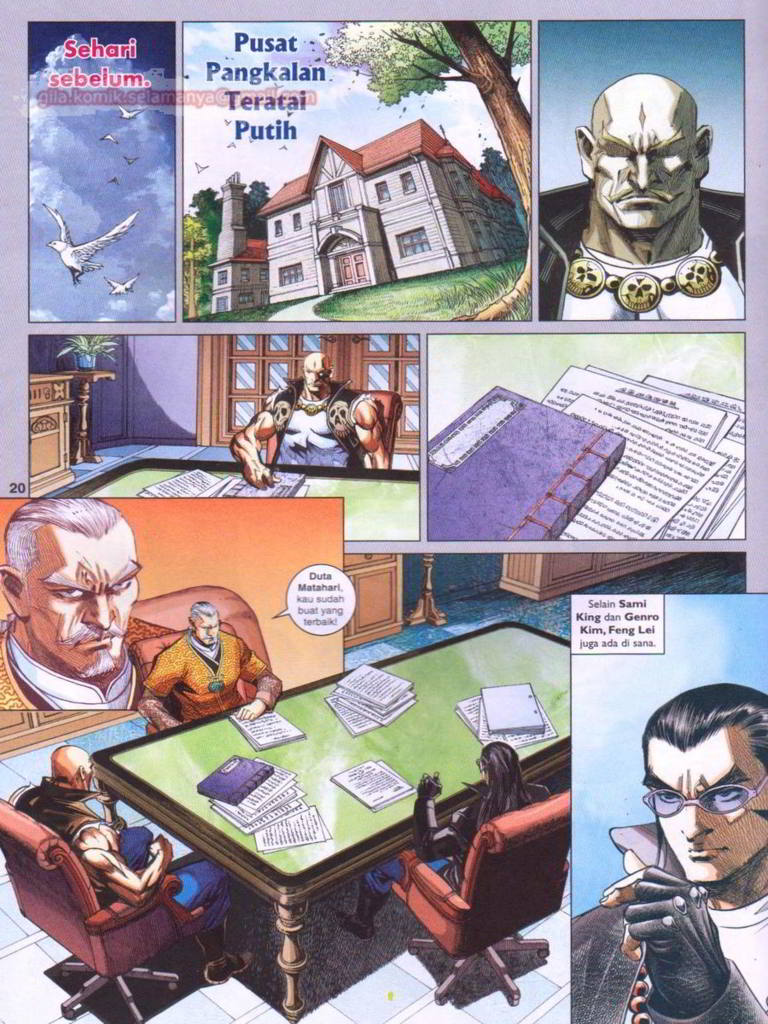 Sehari
sebelum.
gila.komik.selamanya@
Pusat
Pangkalan
Teratai
Putih
20
Duta
Matahari,
kau sudah
buat yang
terbaik!
Selain Sami
King dan Genro
Kim, Feng Lei
juga ada di sana.